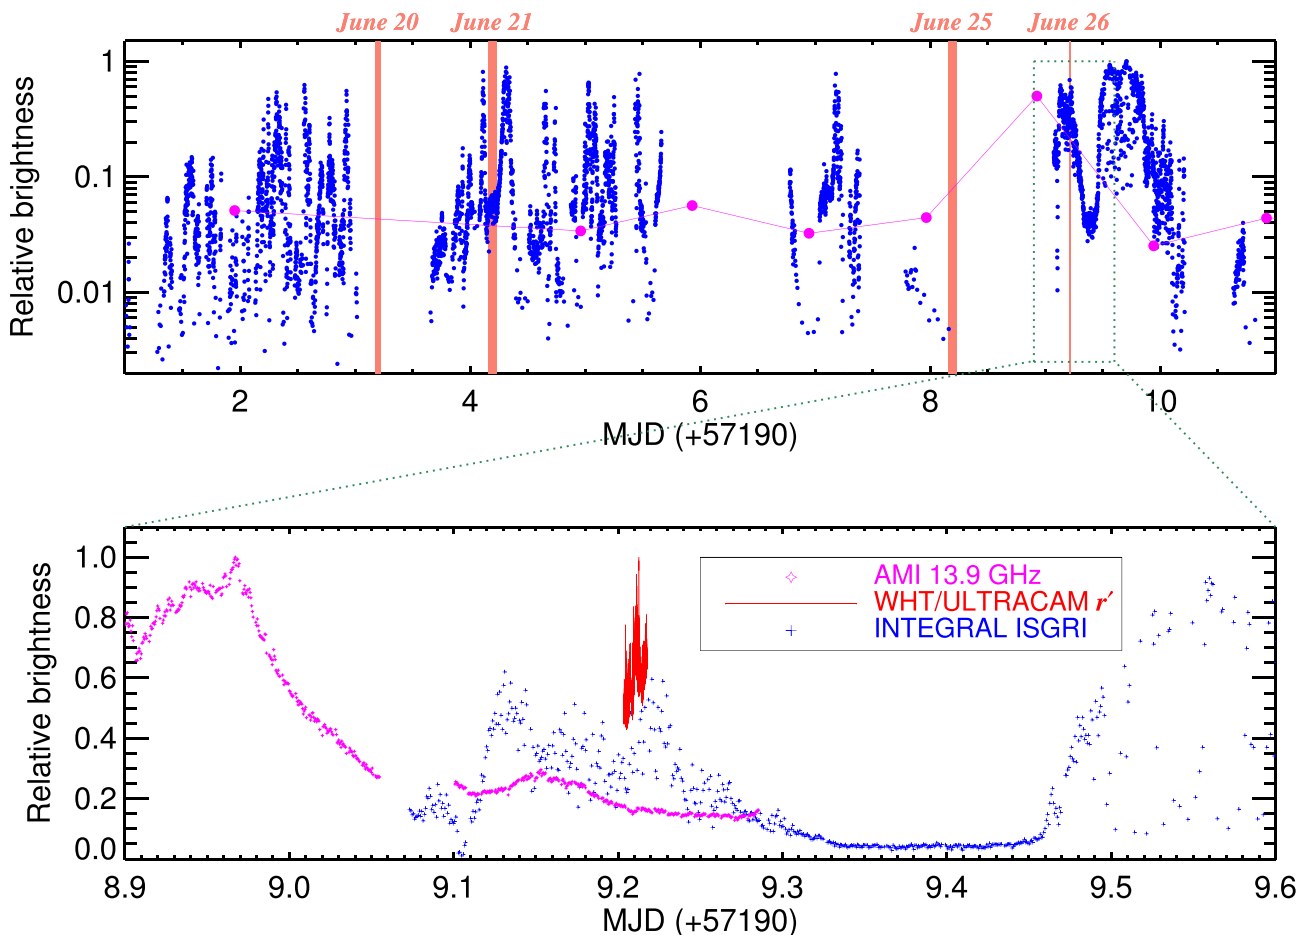 June 20 June 21 June 25 June 26
1
0.1
0.01
Relative brightness
2 4 6 8 10
MJD (+57190)
1.0
0.8
0.6
0.4
0.2
0.0
Relative brightness
AMI 13.9 GHz
WHT/ULTRACAM r′
INTEGRAL ISGRI
8.9 9.0 9.1 9.2 9.3 9.4 9.5 9.6
MJD (+57190)